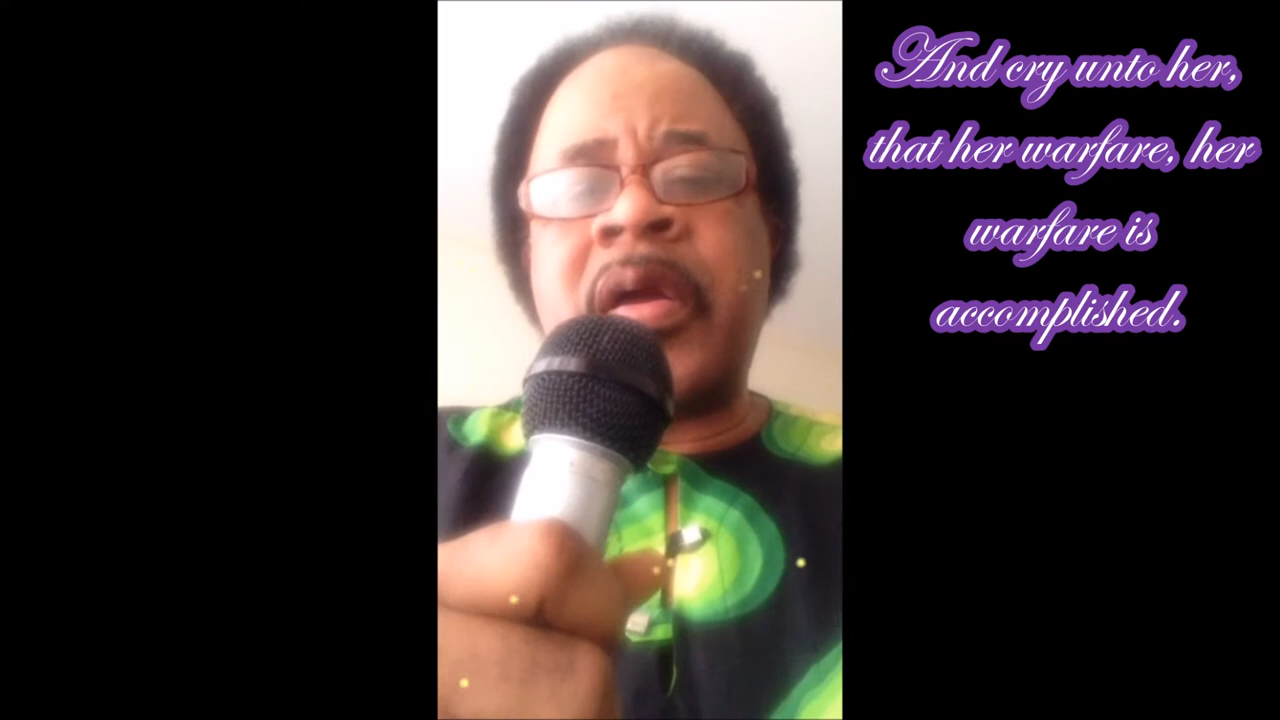 And cry unto her,
that her warfare, her
warfare is
accomplished.